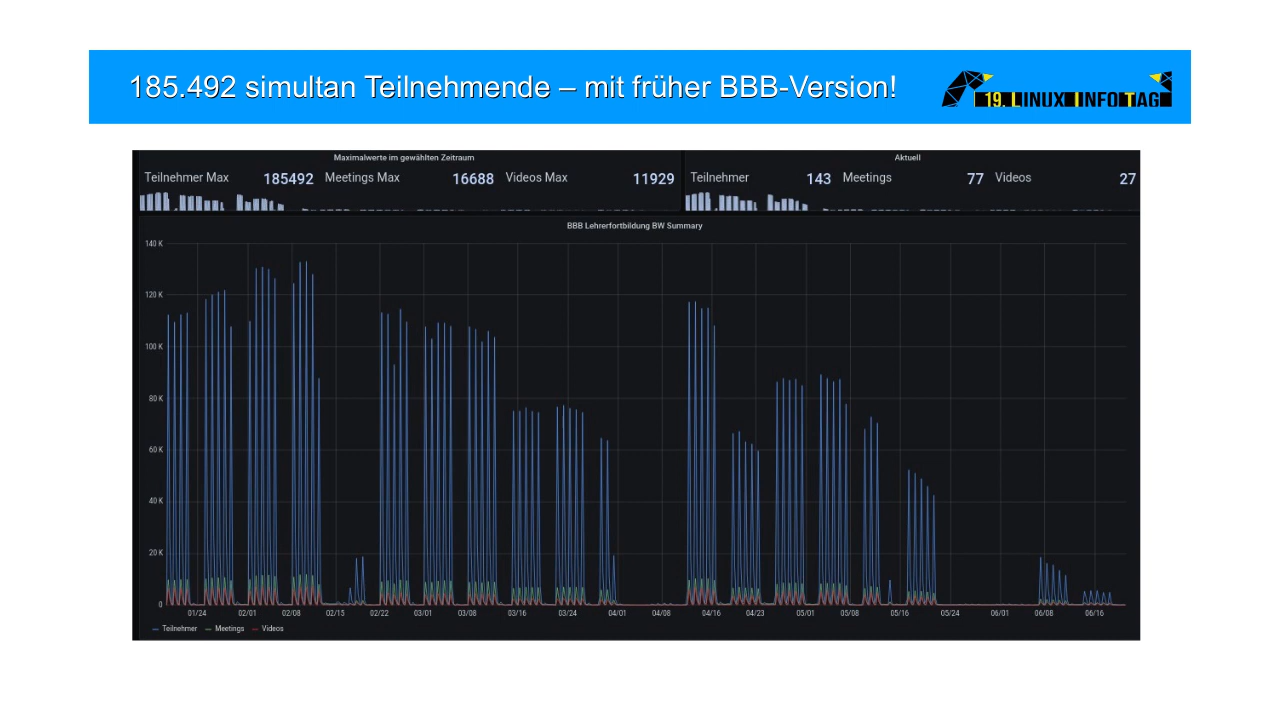 185.492 simultan Teilnehmende – mit früher BBB-Version!
19. LINUX INFO TAG
Maximalwerte im gewählten Zeitraum
Teilnehmer Max 185492 Meetings Max 16688 Videos Max 11929
Aktuell
Teilnehmer 143 Meetings 77 Videos 27
BBB Lehrerfortbildung BW Summary
140 K
120 K
100 K
80 K
60 K
40 K
20 K
0
01/24 02/01 02/08 02/15 02/22 03/01 03/08 03/16 03/24 04/01 04/08 04/16 04/23 05/01 05/08 05/16 05/24 06/01 06/08 06/16
Teilnehmer Meetings Videos